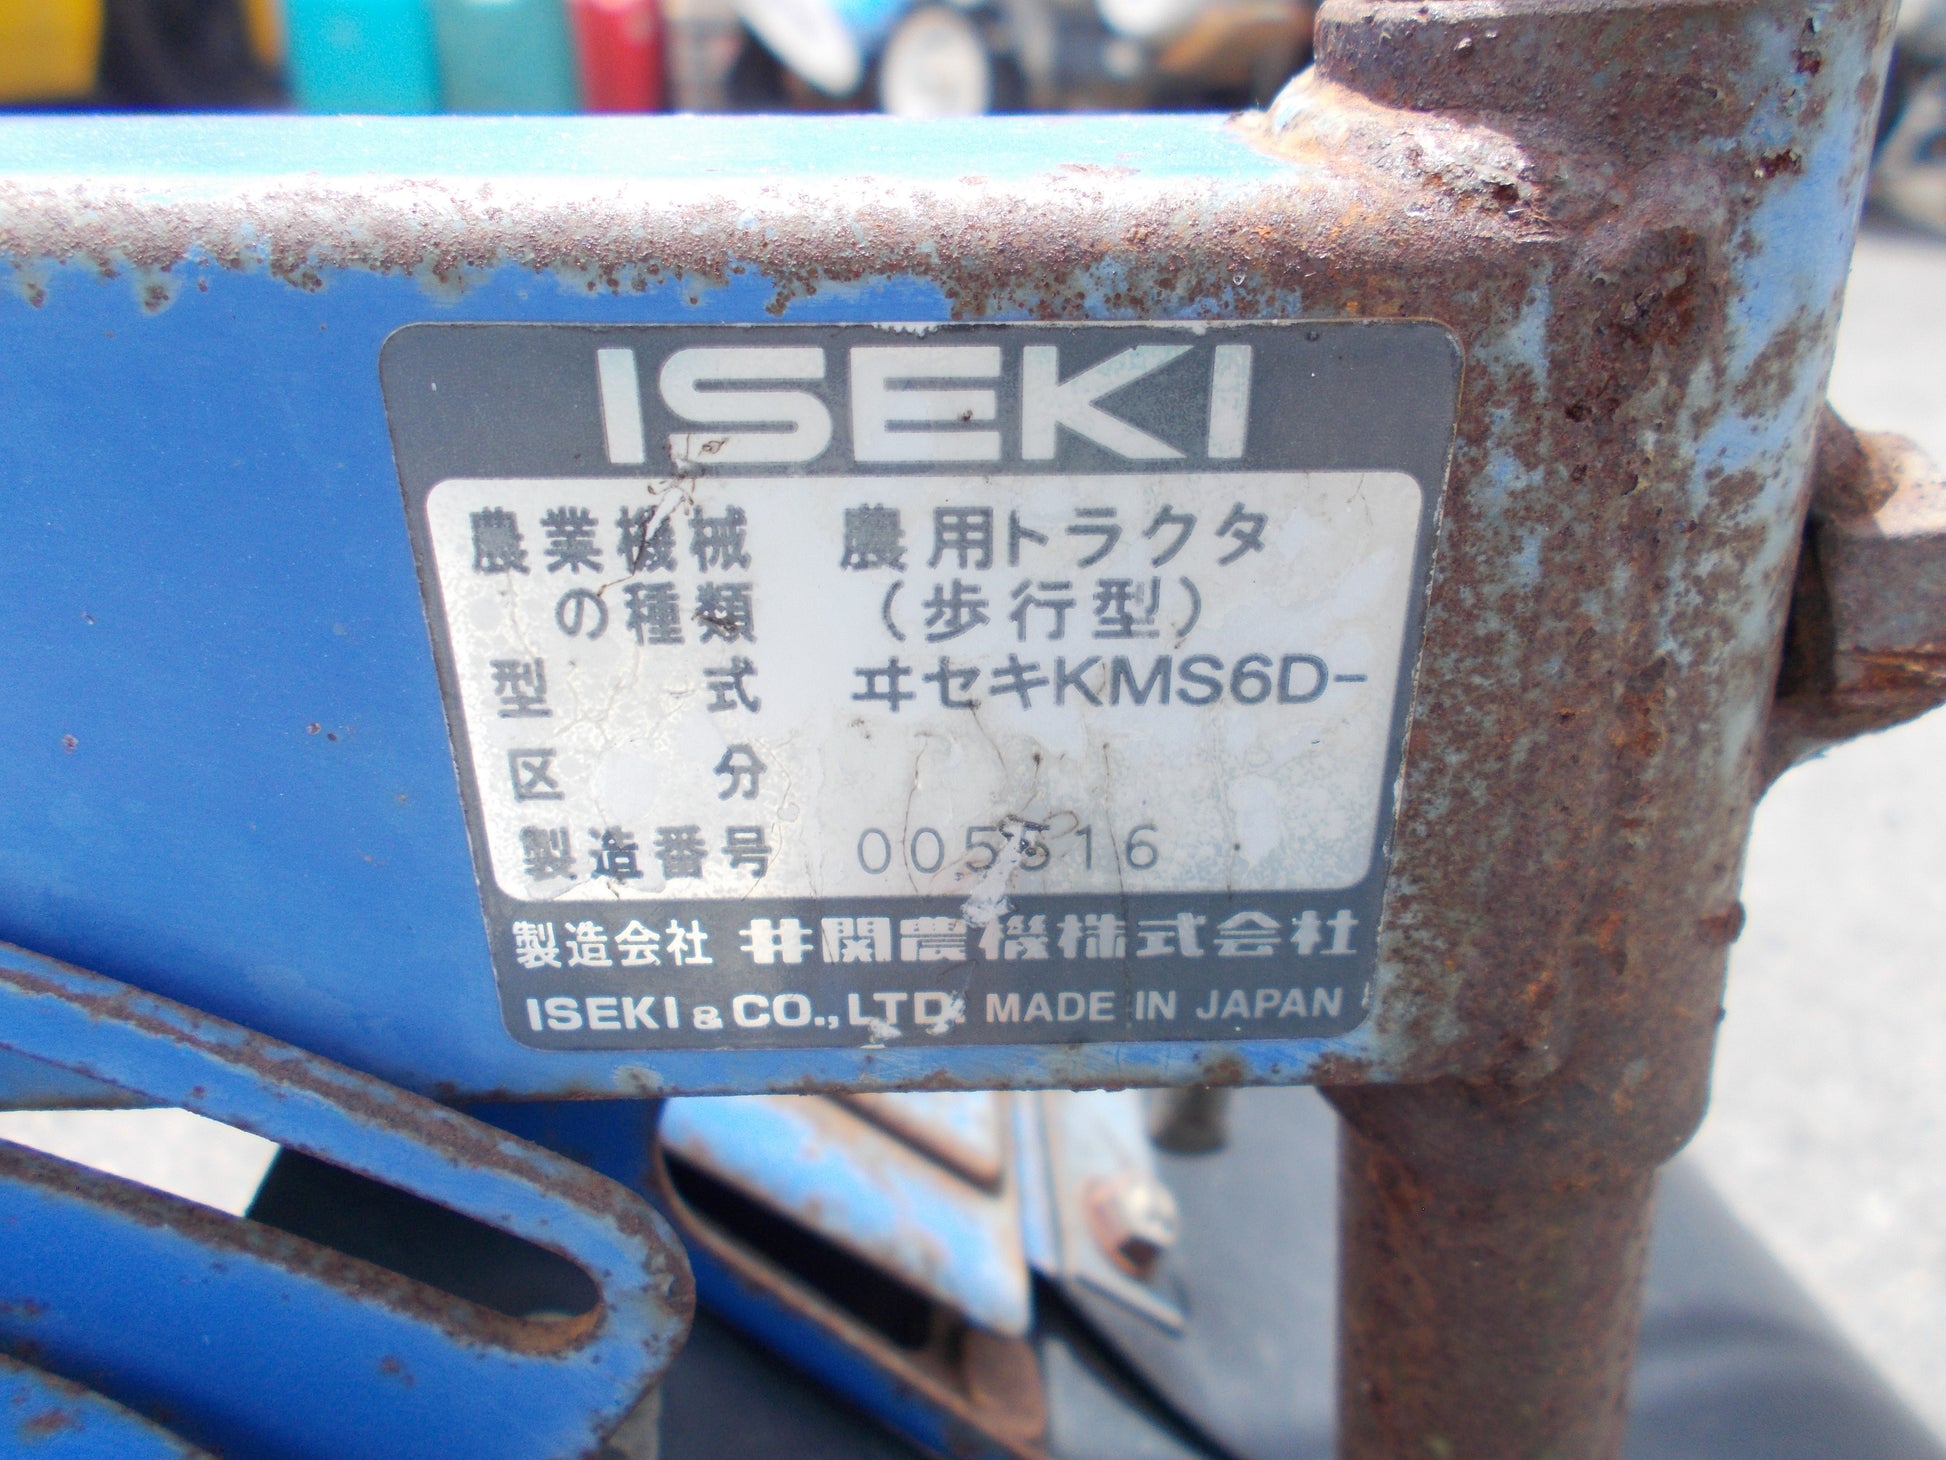 ISEKI
農業機械 農用トラクタ
の種類 （歩行型）
型式 ヰセキKMS6D-
区分
製造番号 005516
製造会社 井関農機株式会社
ISEKI & CO., LTD. MADE IN JAPAN